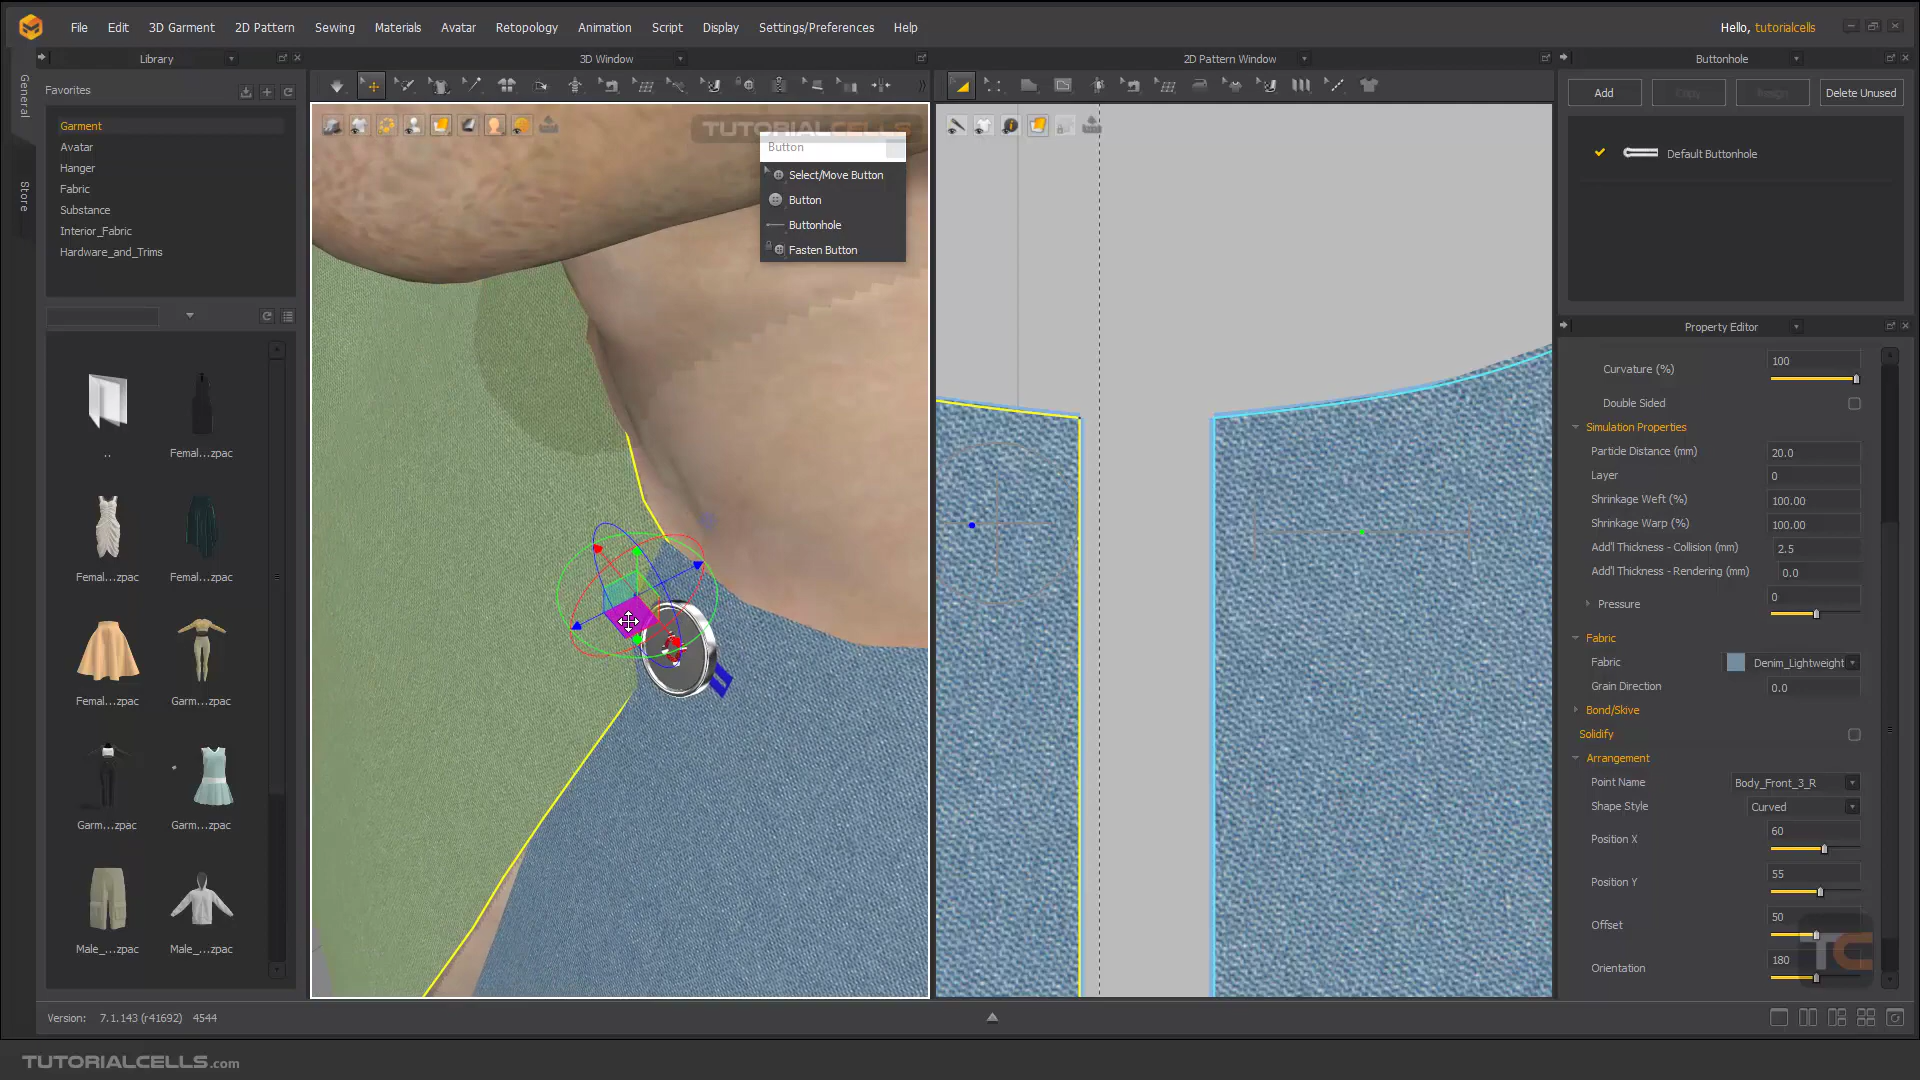 File Edit 3D Garment 2D Pattern Sewing Materials Avatar Retopology Animation Script Display Settings/Preferences Help
Hello, tutorialcells
Library
3D Window
2D Pattern Window
Buttonhole
General
Store
Favorites
Garment
Avatar
Hanger
Fabric
Substance
Interior_Fabric
Hardware_and_Trims
..
Femal...zpac
Femal...zpac
Femal...zpac
Femal...zpac
Garm...zpac
Garm...zpac
Garm...zpac
Male_...zpac
Male_...zpac
TUTORIALCELLS
Button
Select/Move Button
Button
Buttonhole
Fasten Button
Add Copy Assign Delete Unused
Default Buttonhole
Property Editor
Curvature (%) 100
Double Sided
Simulation Properties
Particle Distance (mm) 20.0
Layer 0
Shrinkage Weft (%) 100.00
Shrinkage Warp (%) 100.00
Add'l Thickness - Collision (mm) 2.5
Add'l Thickness - Rendering (mm) 0.0
Pressure 0
Fabric
Fabric Denim_Lightweight
Grain Direction 0.0
Bond/Skive
Solidify
Arrangement
Point Name Body_Front_3_R
Shape Style Curved
Position X 60
Position Y 55
Offset 50
Orientation 180
TC
Version: 7.1.143 (r41692) 4544
TUTORIALCELLS.com